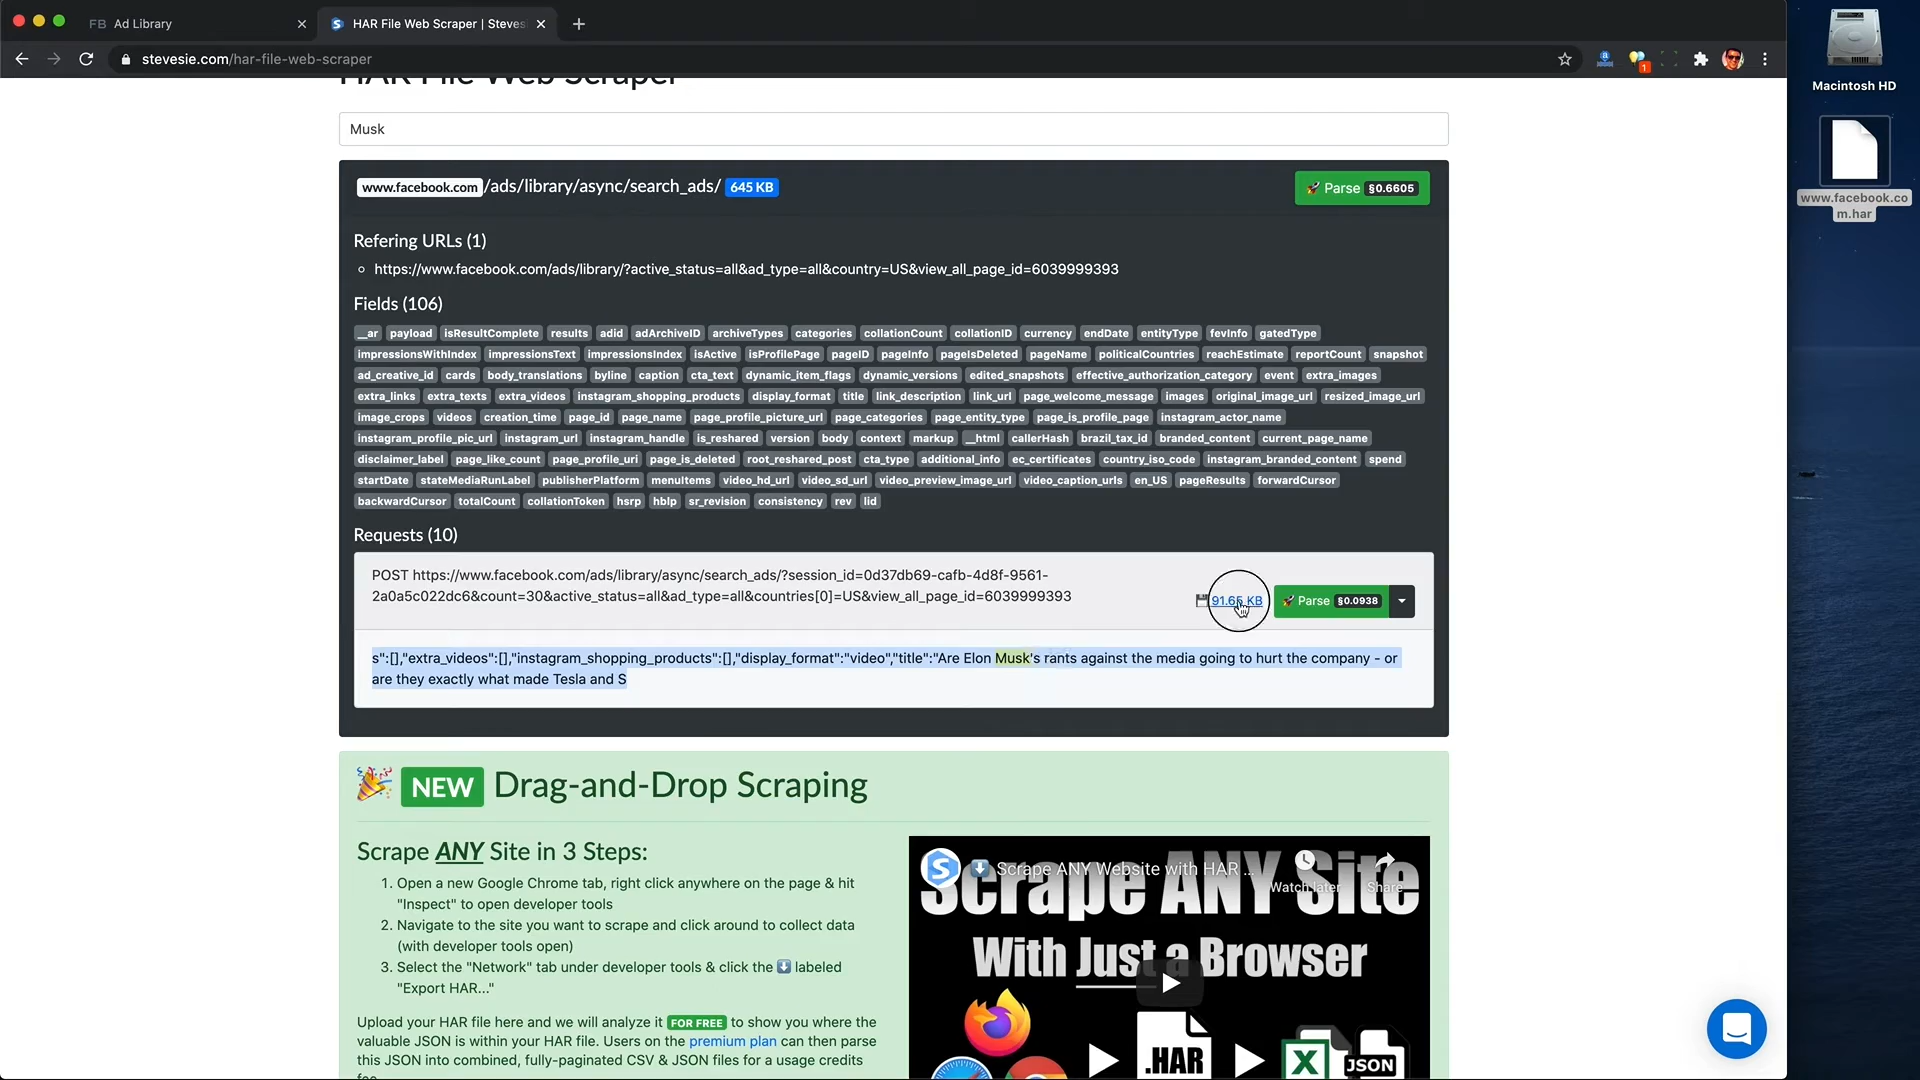 FB Ad Library
HAR File Web Scraper | Steves
stevesie.com/har-file-web-scraper
1
Macintosh HD
www.facebook.co
m.har
HAR File Web Scraper
Musk
www.facebook.com/ads/library/async/search_ads/ 645 KB
Parse §0.6605
Refering URLs (1)
https://www.facebook.com/ads/library/?active_status=all&ad_type=all&country=US&view_all_page_id=6039999393
Fields (106)
__ar payload isResultComplete results adid adArchiveID archiveTypes categories collationCount collationID currency endDate entityType fevInfo gatedType
impressionsWithIndex impressionsText impressionsIndex isActive isProfilePage pageID pageInfo pageIsDeleted pageName politicalCountries reachEstimate reportCount snapshot
ad_creative_id cards body_translations byline caption cta_text dynamic_item_flags dynamic_versions edited_snapshots effective_authorization_category event extra_images
extra_links extra_texts extra_videos instagram_shopping_products display_format title link_description link_url page_welcome_message images original_image_url resized_image_url
image_crops videos creation_time page_id page_name page_profile_picture_url page_categories page_entity_type page_is_profile_page instagram_actor_name
instagram_profile_pic_url instagram_url instagram_handle is_reshared version body context markup __html callerHash brazil_tax_id branded_content current_page_name
disclaimer_label page_like_count page_profile_uri page_is_deleted root_reshared_post cta_type additional_info ec_certificates country_iso_code instagram_branded_content spend
startDate stateMediaRunLabel publisherPlatform menuItems video_hd_url video_sd_url video_preview_image_url video_caption_urls en_US pageResults forwardCursor
backwardCursor totalCount collationToken hsrp hblp sr_revision consistency rev lid
Requests (10)
POST https://www.facebook.com/ads/library/async/search_ads/?session_id=0d37db69-cafb-4d8f-9561-
2a0a5c022dc6&count=30&active_status=all&ad_type=all&countries[0]=US&view_all_page_id=6039999393
91.65 KB
Parse §0.0938
s":[],"extra_videos":[],"instagram_shopping_products":[],"display_format":"video","title":"Are Elon Musk's rants against the media going to hurt the company - or
are they exactly what made Tesla and S
NEW Drag-and-Drop Scraping
Scrape ANY Site in 3 Steps:
1. Open a new Google Chrome tab, right click anywhere on the page & hit
"Inspect" to open developer tools
2. Navigate to the site you want to scrape and click around to collect data
(with developer tools open)
3. Select the "Network" tab under developer tools & click the labeled
"Export HAR..."
Upload your HAR file here and we will analyze it FOR FREE to show you where the
valuable JSON is within your HAR file. Users on the premium plan can then parse
this JSON into combined, fully-paginated CSV & JSON files for a usage credits
fee.
Scrape ANY Website with HAR ...
Watch later
Share
Scrape ANY Site
With Just a Browser
.HAR
X
JSON